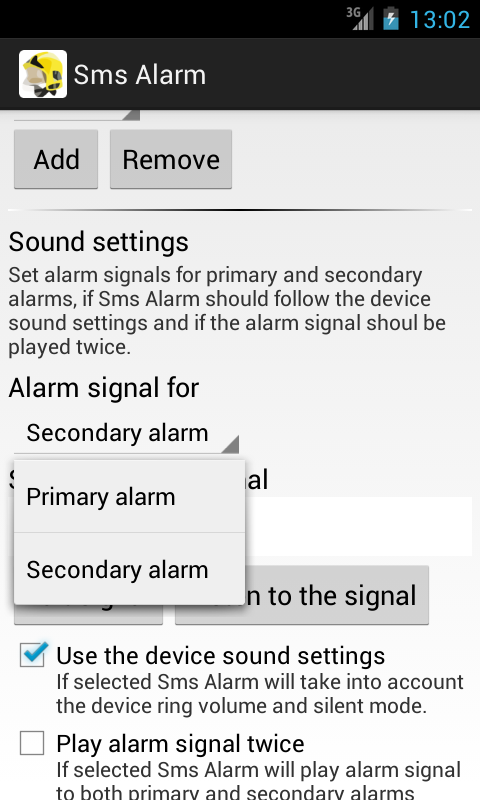 3G 13:02
Sms Alarm
Add Remove
Sound settings
Set alarm signals for primary and secondary
alarms, if Sms Alarm should follow the device
sound settings and if the alarm signal shoul be
played twice.
Alarm signal for
Secondary alarm
Primary alarm
Secondary alarm
to the signal
Use the device sound settings
If selected Sms Alarm will take into account
the device ring volume and silent mode.
Play alarm signal twice
If selected Sms Alarm will play alarm signal
to both primary and secondary alarms